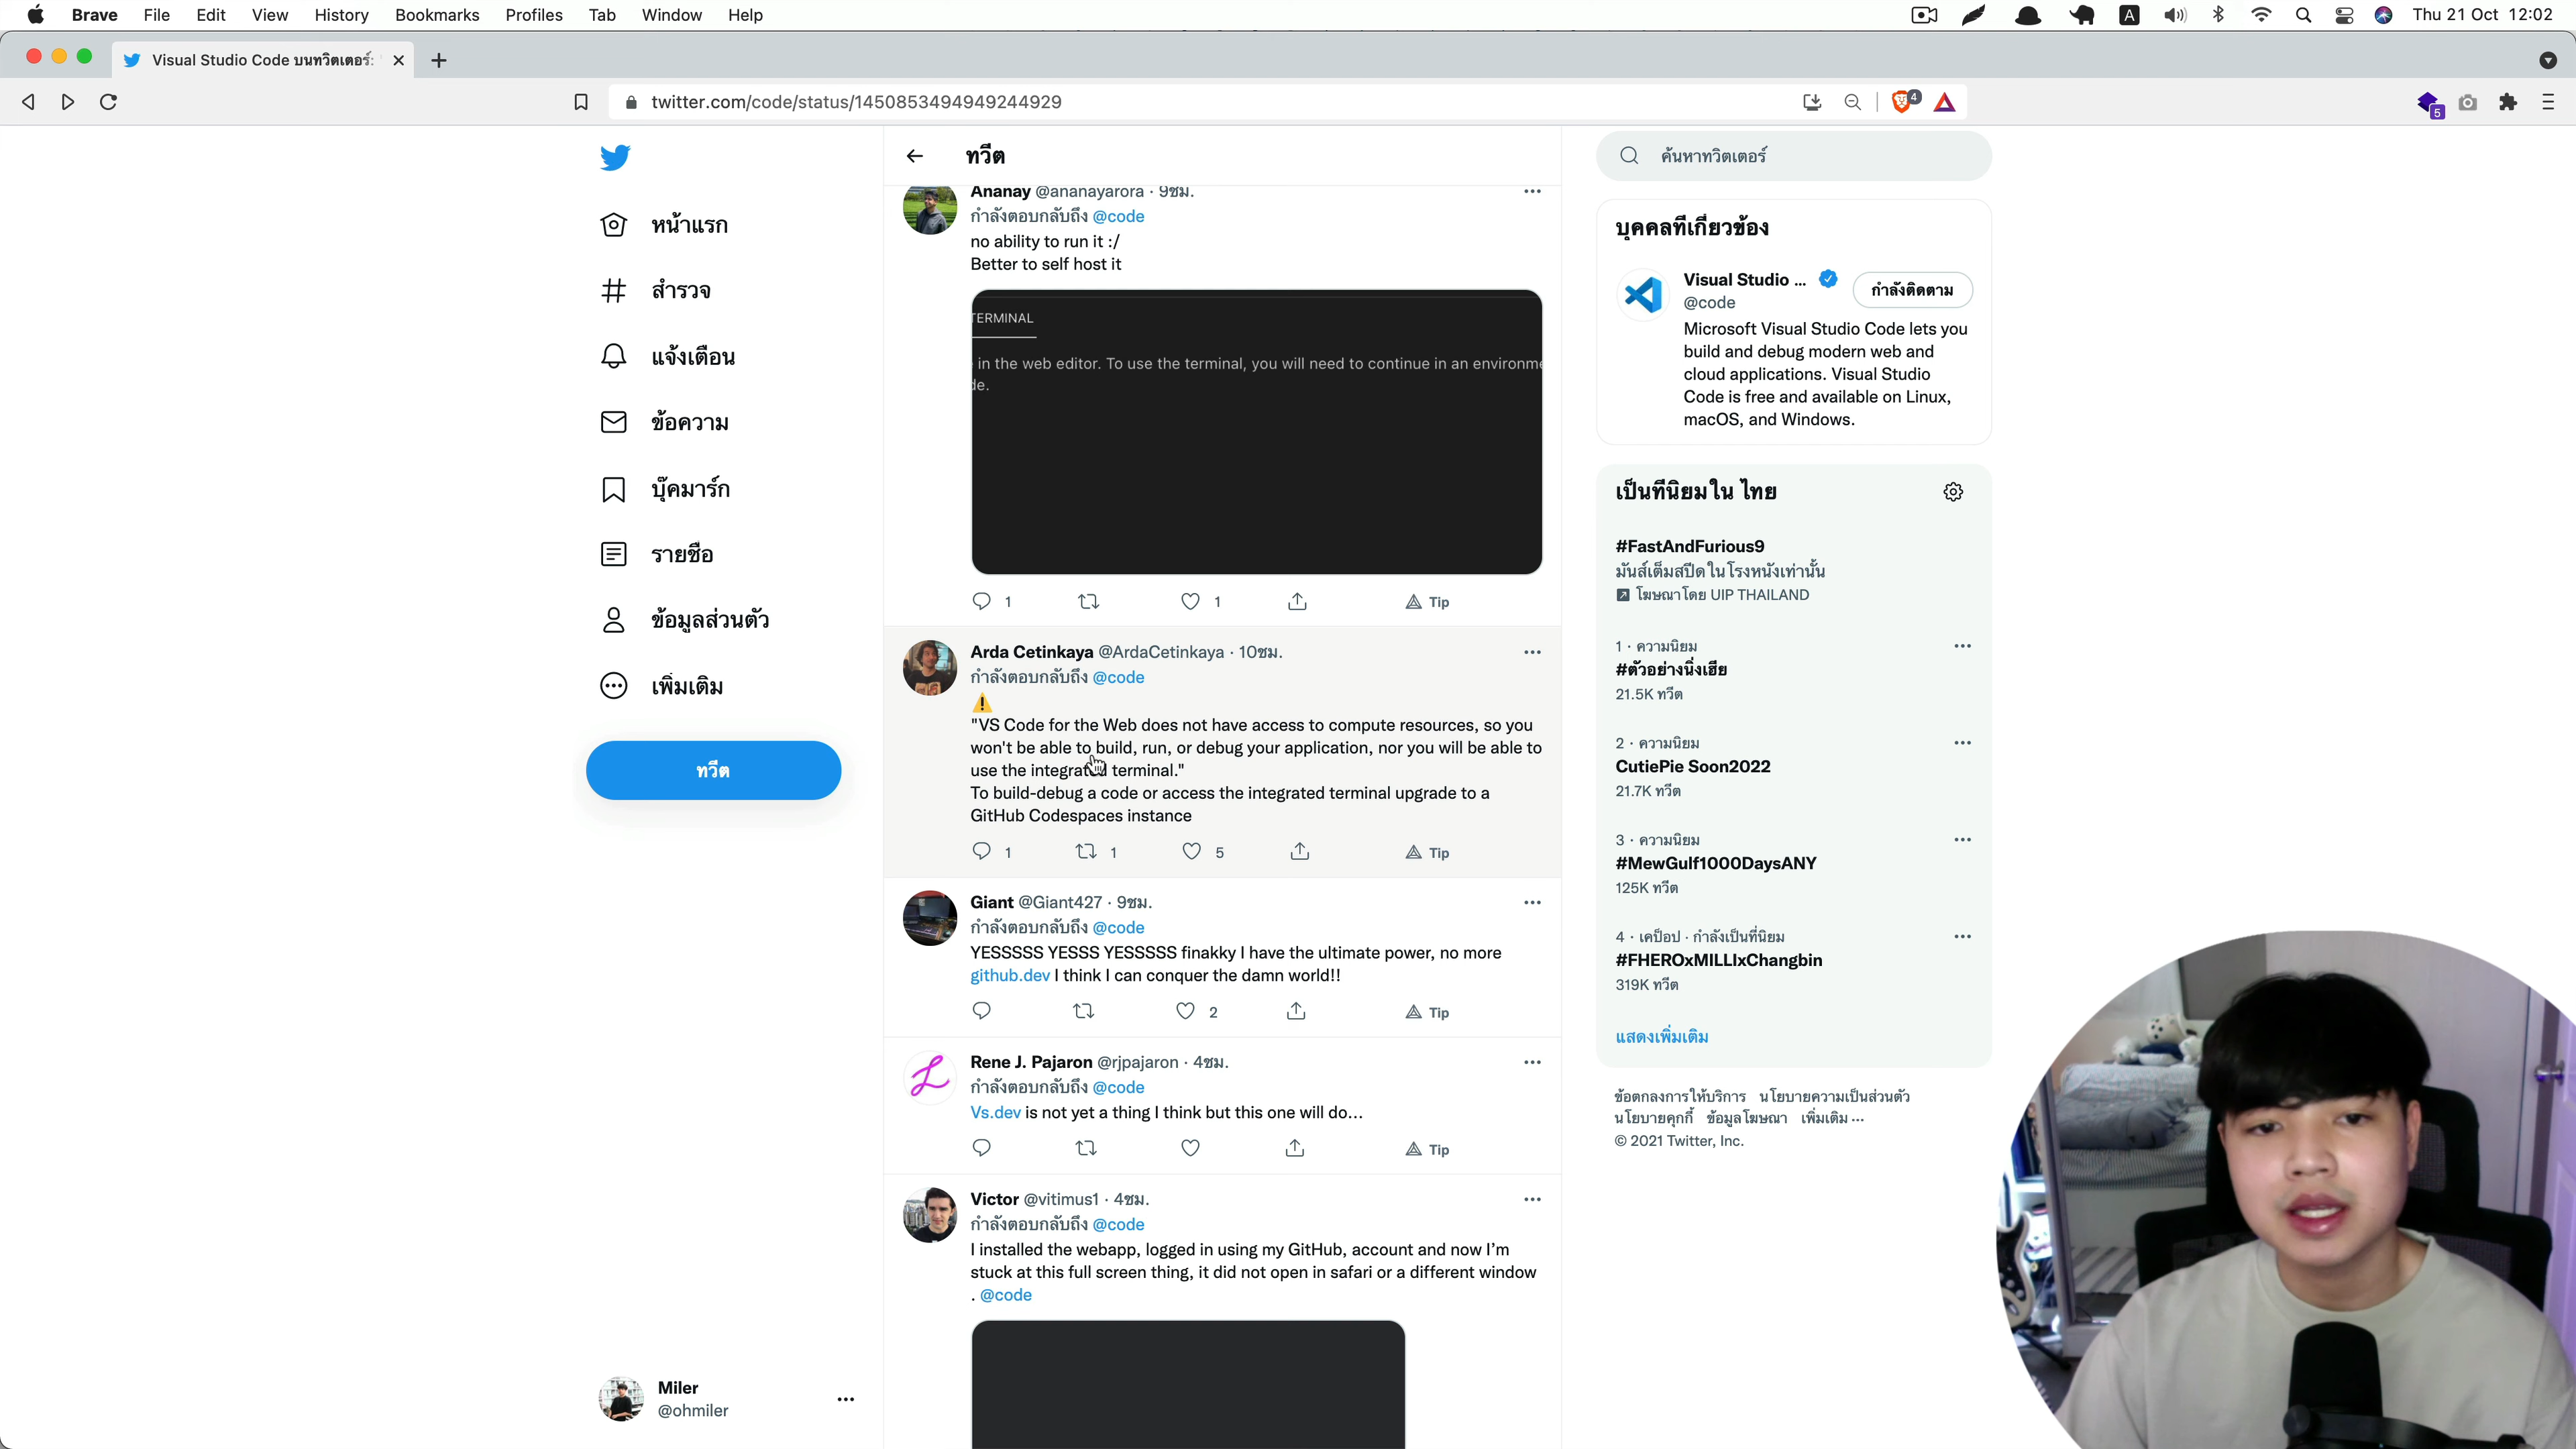 Brave File Edit View History Bookmarks Profiles Tab Window Help
A
Thu 21 Oct 12:02
Visual Studio Code บนทวิตเตอร์:
twitter.com/code/status/1450853494949244929
4
5
หน้าแรก
สำรวจ
แจ้งเตือน
ข้อความ
บุ๊คมาร์ก
รายชื่อ
ข้อมูลส่วนตัว
เพิ่มเติม
ทวีต
Miler
@ohmiler
ทวีต
Ananay @ananayarora · 9ชม.
กำลังตอบกลับถึง @code
no ability to run it :/
Better to self host it
TERMINAL
in the web editor. To use the terminal, you will need to continue in an environme
de.
1 1 Tip
Arda Cetinkaya @ArdaCetinkaya · 10ชม.
กำลังตอบกลับถึง @code
⚠️
"VS Code for the Web does not have access to compute resources, so you
won't be able to build, run, or debug your application, nor you will be able to
use the integrated terminal."
To build-debug a code or access the integrated terminal upgrade to a
GitHub Codespaces instance
1 1 5 Tip
Giant @Giant427 · 9ชม.
กำลังตอบกลับถึง @code
YESSSSS YESSS YESSSSS finakky I have the ultimate power, no more
github.dev I think I can conquer the damn world!!
2 Tip
Rene J. Pajaron @rjpajaron · 4ชม.
กำลังตอบกลับถึง @code
Vs.dev is not yet a thing I think but this one will do...
Tip
Victor @vitimus1 · 4ชม.
กำลังตอบกลับถึง @code
I installed the webapp, logged in using my GitHub, account and now I'm
stuck at this full screen thing, it did not open in safari or a different window
. @code
ค้นหาทวิตเตอร์
บุคคลที่เกี่ยวข้อง
Visual Studio ...
@code
กำลังติดตาม
Microsoft Visual Studio Code lets you
build and debug modern web and
cloud applications. Visual Studio
Code is free and available on Linux,
macOS, and Windows.
เป็นที่นิยมใน ไทย
#FastAndFurious9
มันส์เต็มสปีด ในโรงหนังเท่านั้น
โฆษณาโดย UIP THAILAND
1 · ความนิยม
#ตัวอย่างนิ่งเฮีย
21.5K ทวีต
2 · ความนิยม
CutiePie Soon2022
21.7K ทวีต
3 · ความนิยม
#MewGulf1000DaysANY
125K ทวีต
4 · เคป็อป · กำลังเป็นที่นิยม
#FHEROxMILLIxChangbin
319K ทวีต
แสดงเพิ่มเติม
ข้อตกลงการให้บริการ นโยบายความเป็นส่วนตัว
นโยบายคุกกี้ ข้อมูลโฆษณา เพิ่มเติม ...
© 2021 Twitter, Inc.